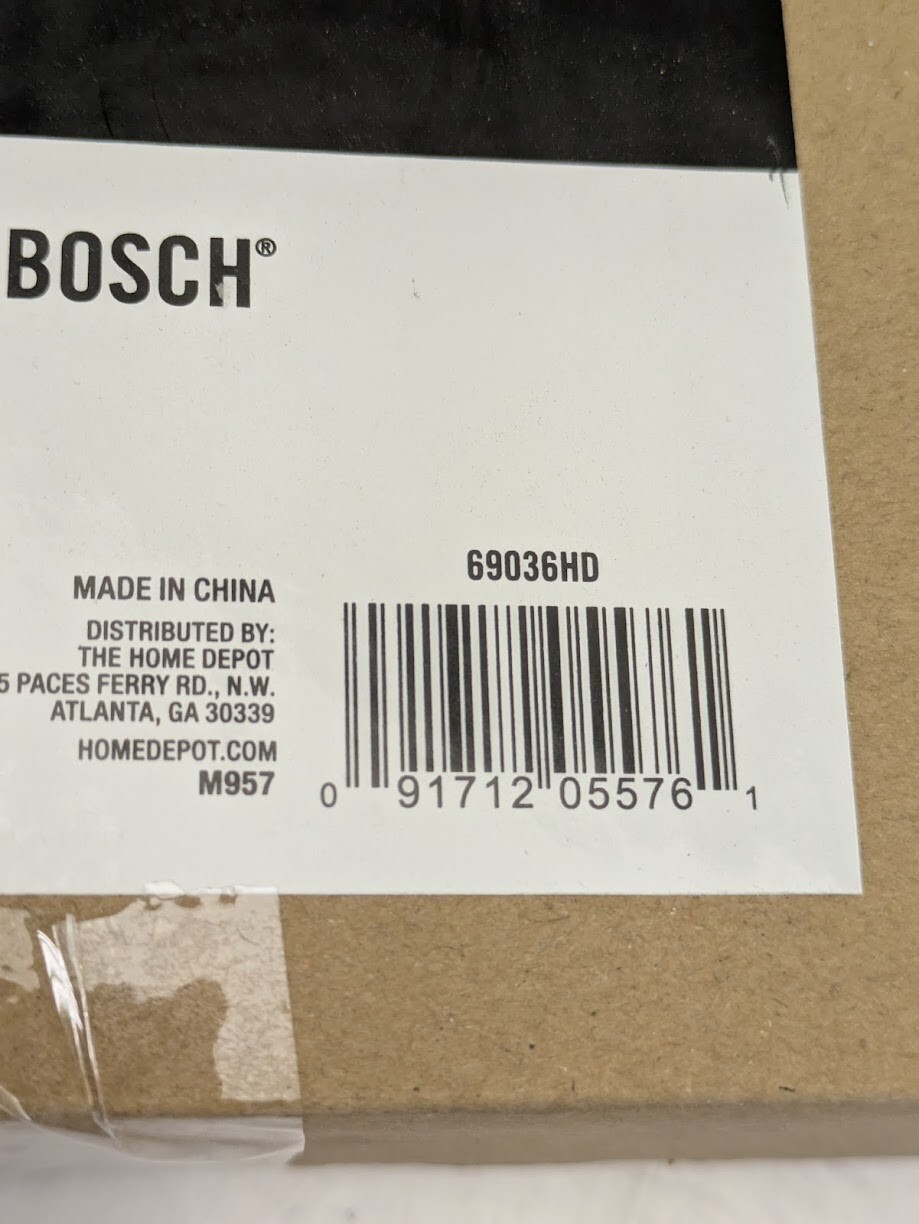 BOSCH®
69036HD
MADE IN CHINA
DISTRIBUTED BY:
THE HOME DEPOT
5 PACES FERRY RD., N.W.
ATLANTA, GA 30339
HOMEDEPOT.COM
M957
0 91712 05576 1